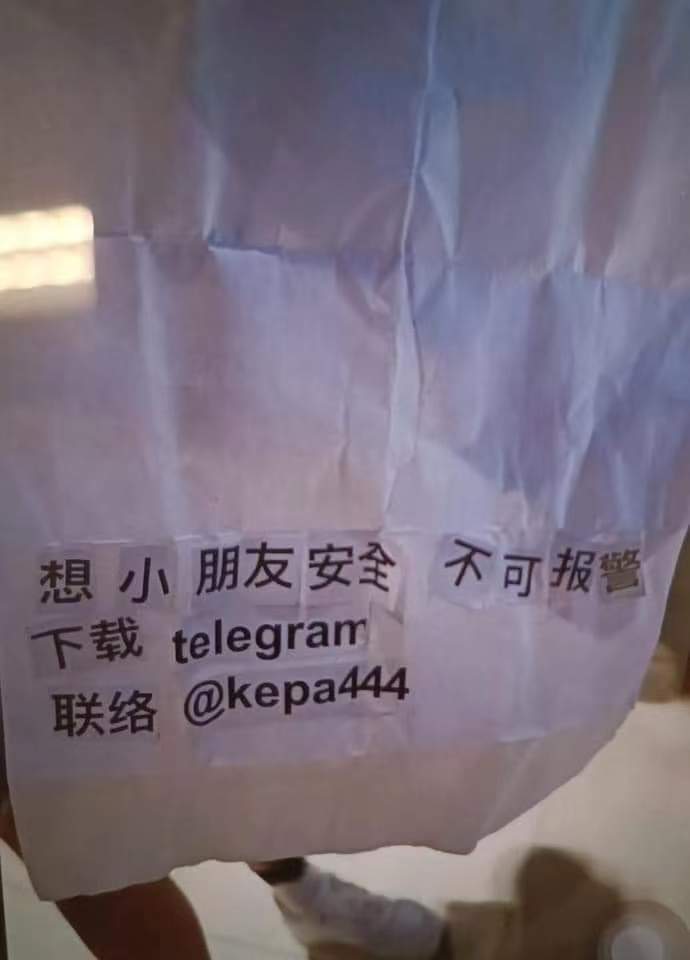 想小朋友安全 不可报警
下载 telegram
联络 @kepa444